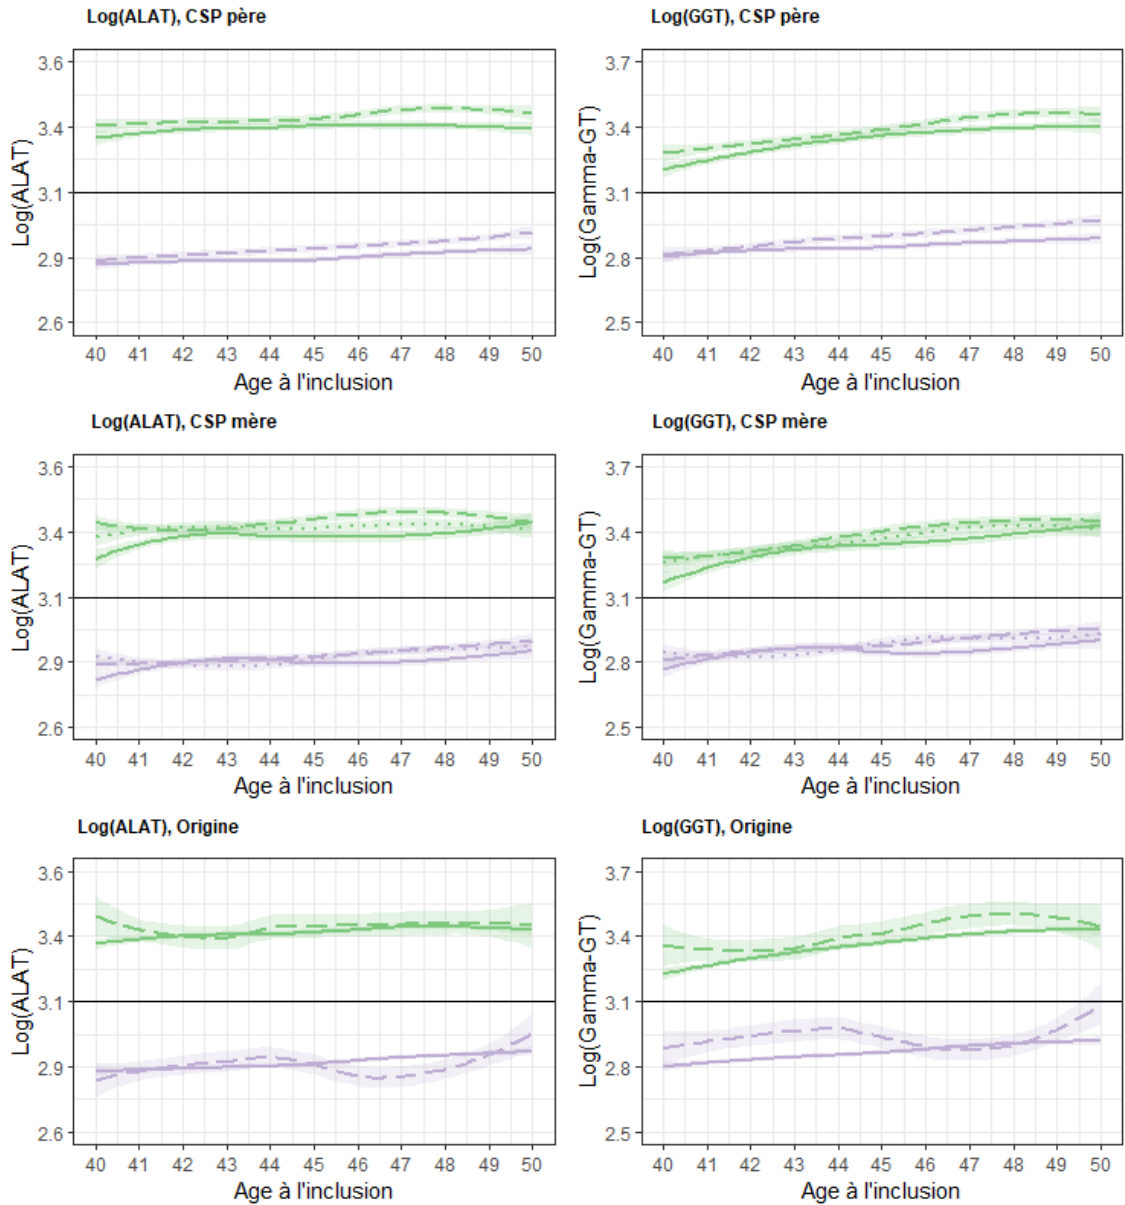 Log(ALAT), CSP père
Log(ALAT)
3.6
3.4
3.1
2.9
2.6
40 41 42 43 44 45 46 47 48 49 50
Age à l'inclusion
Log(GGT), CSP père
Log(Gamma-GT)
3.7
3.4
3.1
2.8
2.5
40 41 42 43 44 45 46 47 48 49 50
Age à l'inclusion
Log(ALAT), CSP mère
Log(ALAT)
3.6
3.4
3.1
2.9
2.6
40 41 42 43 44 45 46 47 48 49 50
Age à l'inclusion
Log(GGT), CSP mère
Log(Gamma-GT)
3.7
3.4
3.1
2.8
2.5
40 41 42 43 44 45 46 47 48 49 50
Age à l'inclusion
Log(ALAT), Origine
Log(ALAT)
3.6
3.4
3.1
2.9
2.6
40 41 42 43 44 45 46 47 48 49 50
Age à l'inclusion
Log(GGT), Origine
Log(Gamma-GT)
3.7
3.4
3.1
2.8
2.5
40 41 42 43 44 45 46 47 48 49 50
Age à l'inclusion